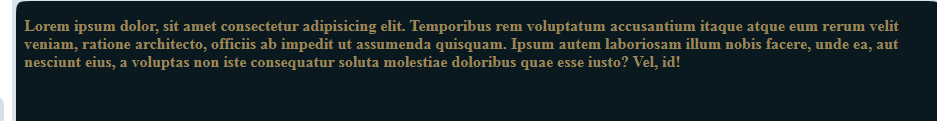 Lorem ipsum dolor, sit amet consectetur adipisicing elit. Temporibus rem voluptatum accusantium itaque atque eum rerum velit
veniam, ratione architecto, officiis ab impedit ut assumenda quisquam. Ipsum autem laboriosam illum nobis facere, unde ea, aut
nesciunt eius, a voluptas non iste consequatur soluta molestiae doloribus quae esse iusto? Vel, id!